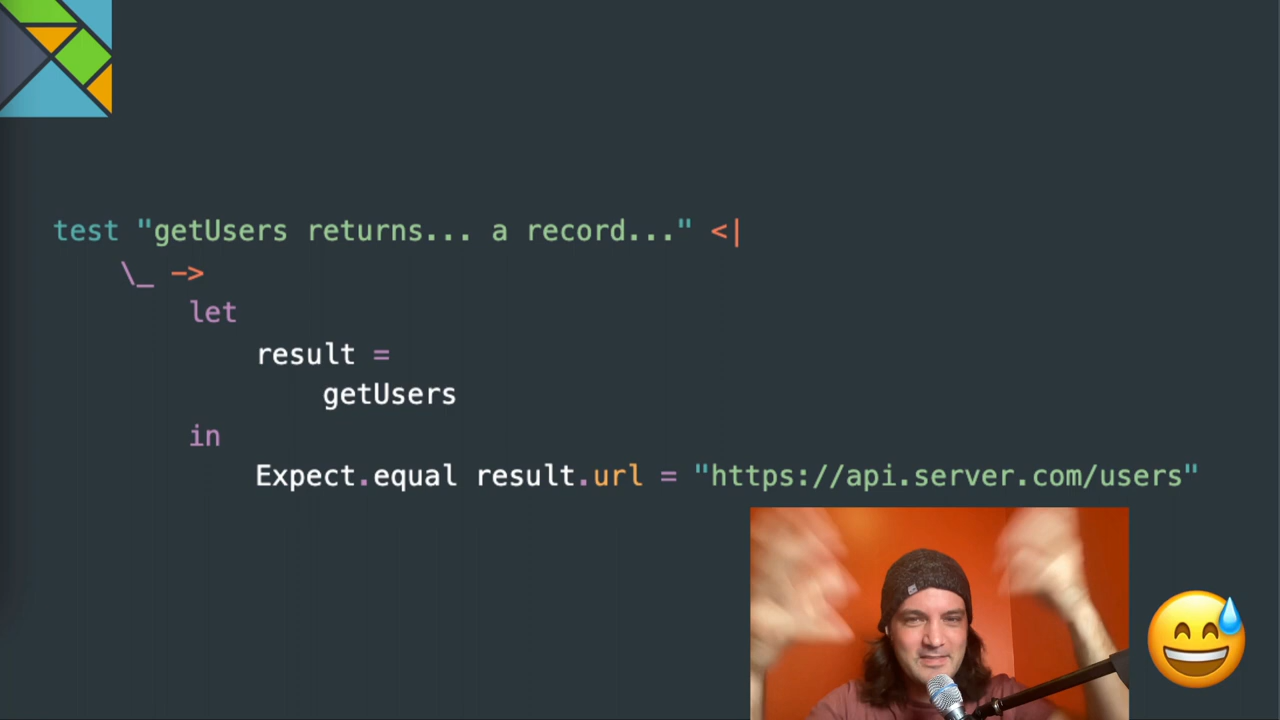 test "getUsers returns... a record..." <|
\_ ->
let
result =
getUsers
in
Expect.equal result.url = "https://api.server.com/users"